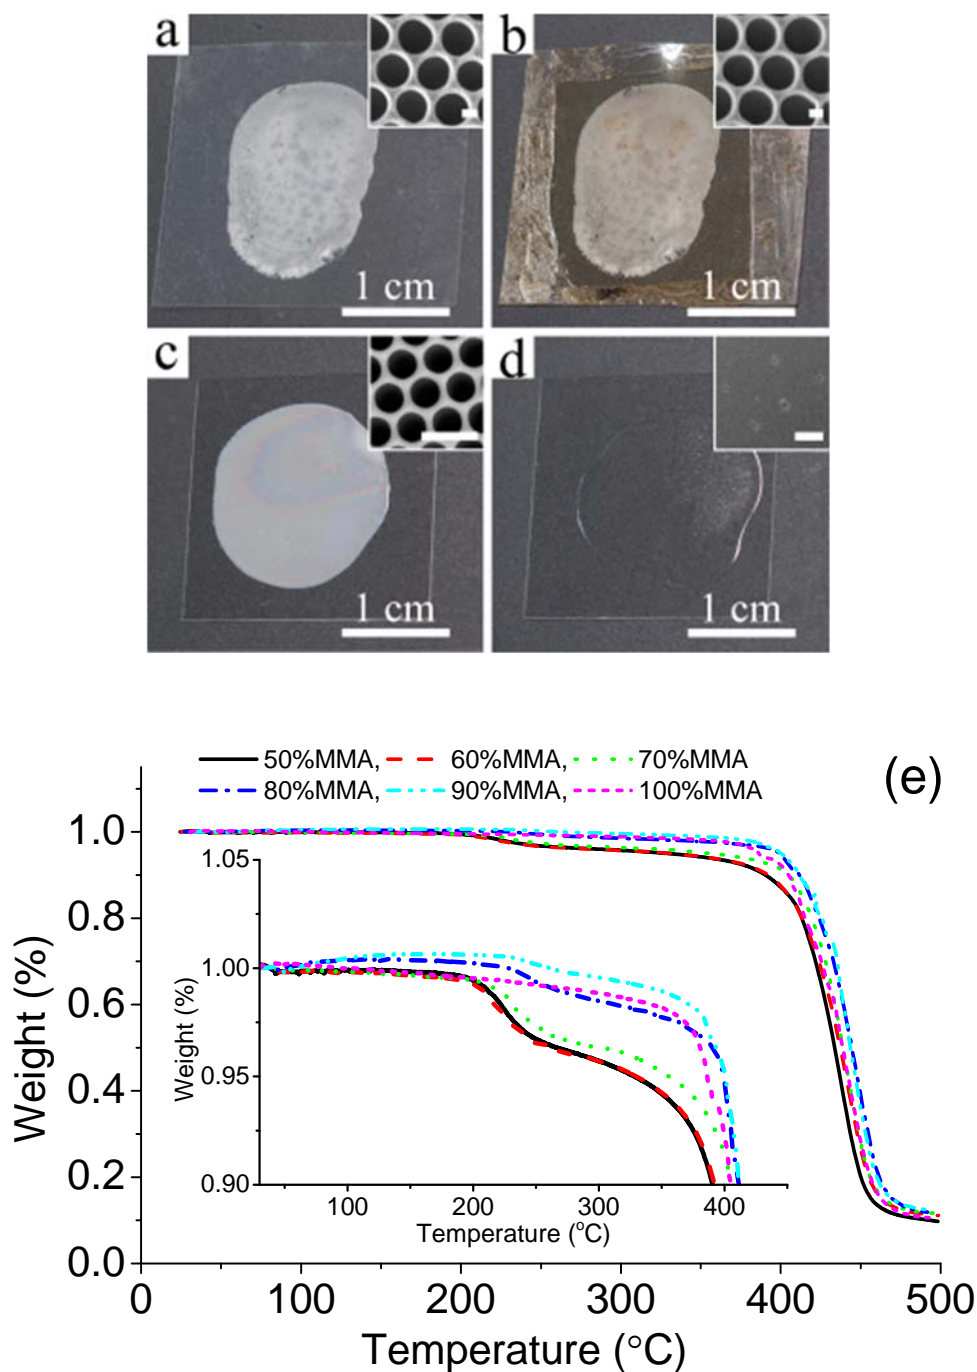 a b
1 cm 1 cm
c d
1 cm 1 cm
50%MMA, 60%MMA, 70%MMA
80%MMA, 90%MMA, 100%MMA
(e)
Weight (%)
1.0
0.8
0.6
0.4
0.2
0.0
0 100 200 300 400 500
Temperature (°C)
Weight (%)
1.05
1.00
0.95
0.90
100 200 300 400
Temperature (°C)